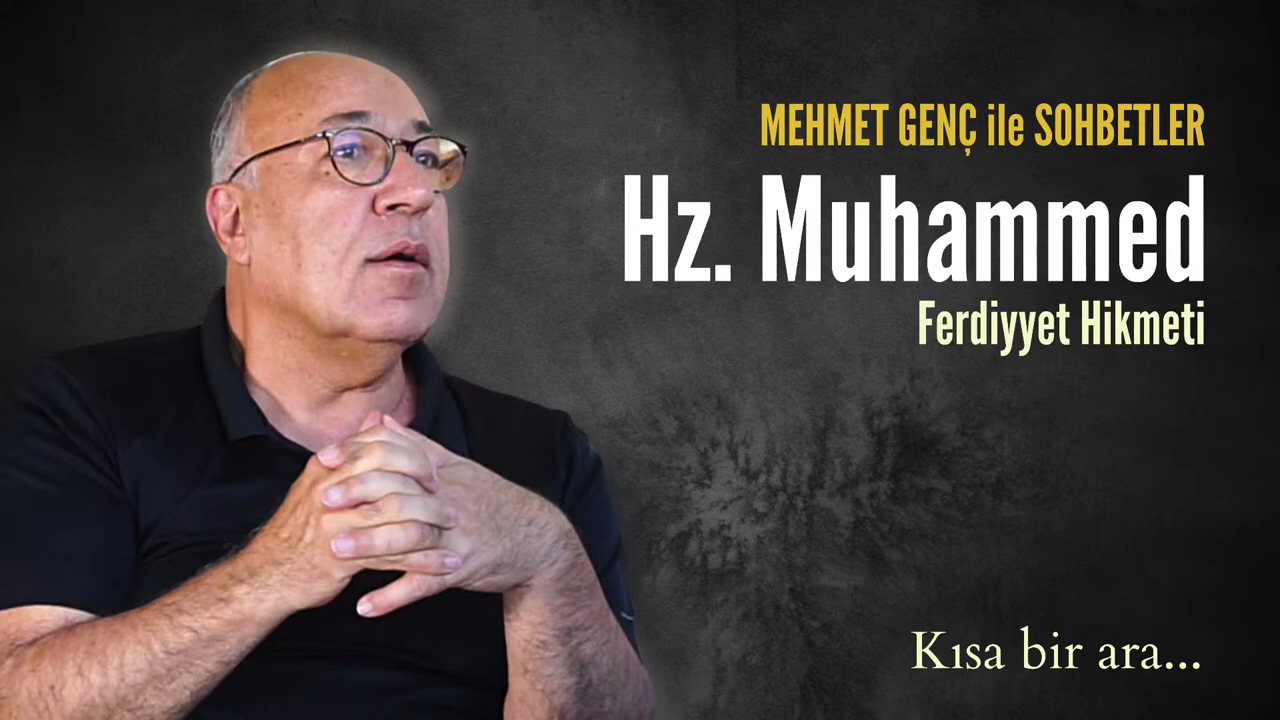 MEHMET GENÇ ile SOHBETLER
Hz. Muhammed
Ferdiyyet Hikmeti
Kısa bir ara...